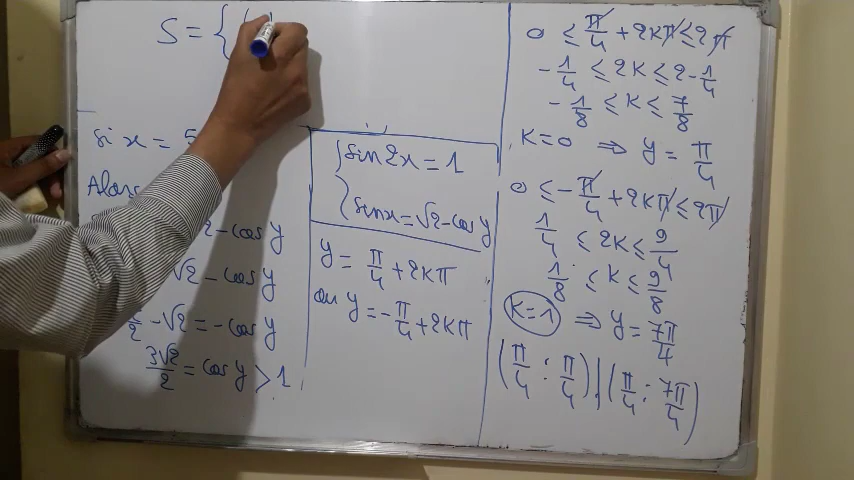 S = { (
si x = 5
Alors
2 - cos y
√2 - cos y
2 - √2 = - cos y
3√2/2 = cos y > 1
sin 2x = 1
sin x = √2 - cos y
y = π/4 + 2kπ
ou y = -π/4 + 2kπ
0 ≤ π/4 + 2kπ ≤ 2π
-1/4 ≤ 2k ≤ 2 - 1/4
-1/8 ≤ k ≤ 7/8
k = 0 ⇒ y = π/4
0 ≤ -π/4 + 2kπ ≤ 2π
1/4 ≤ 2k ≤ 9/4
1/8 ≤ k ≤ 9/8
k = 1 ⇒ y = 7π/4
(π/4 ; π/4) | (π/4 ; 7π/4)